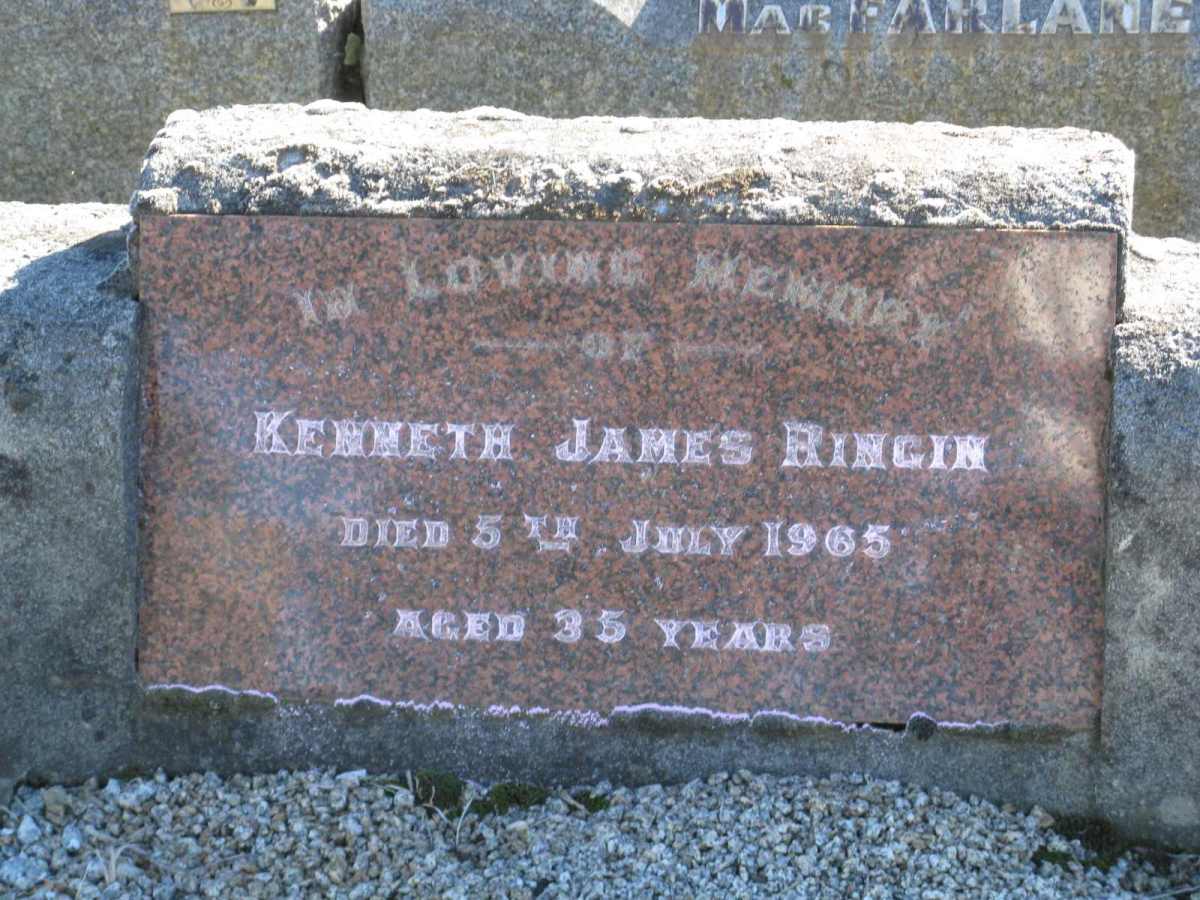 MacFARLANE
IN LOVING MEMORY
OF
KENNETH JAMES RINGIN
DIED 5TH JULY 1965
AGED 35 YEARS